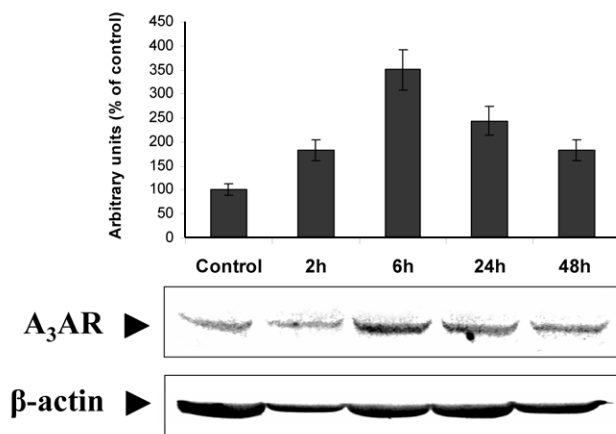 Arbitrary units (% of control)
450
400
350
300
250
200
150
100
50
0
Control 2h 6h 24h 48h
A₃AR
β-actin